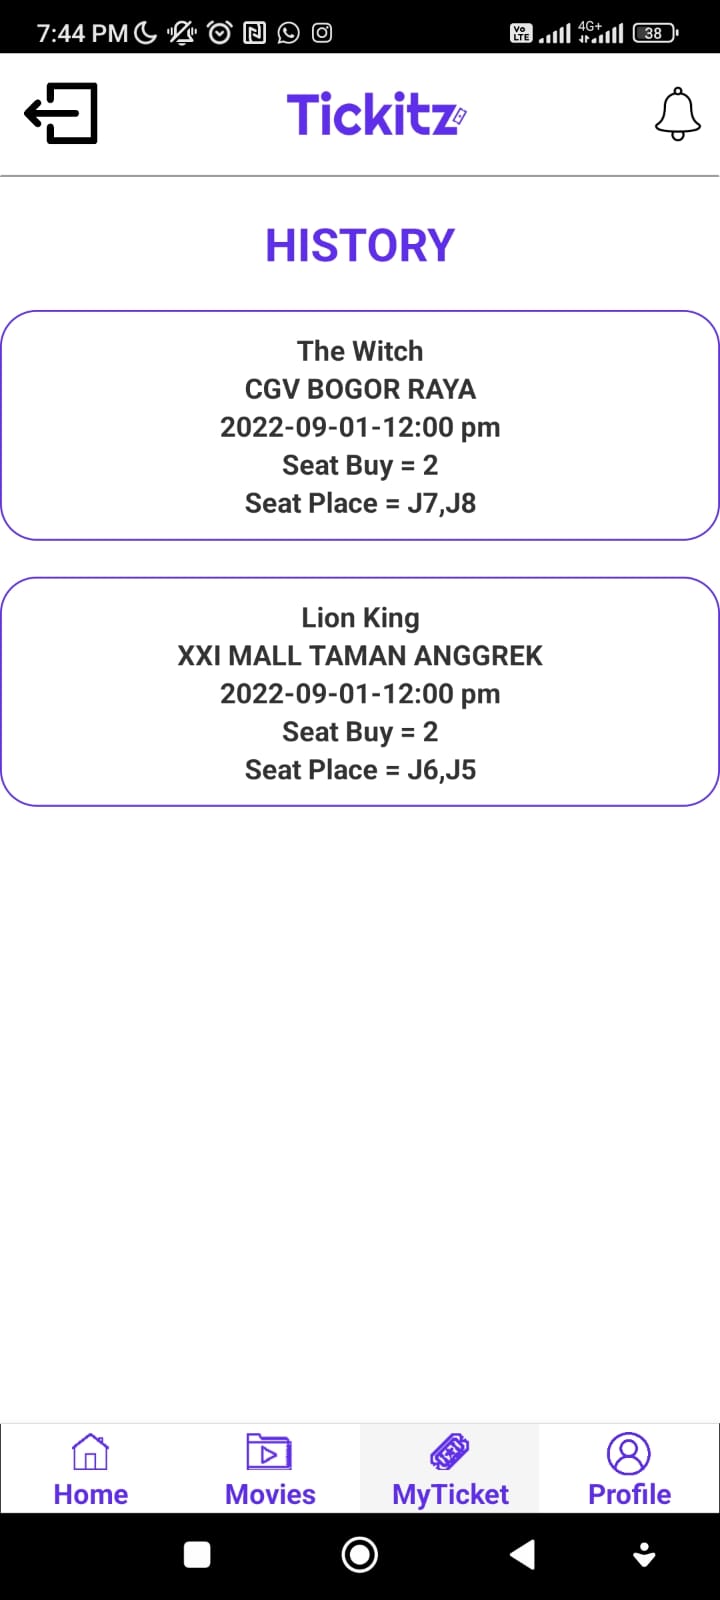 7:44 PM
Vo LTE
4G+
38
Tickitz
HISTORY
The Witch
CGV BOGOR RAYA
2022-09-01-12:00 pm
Seat Buy = 2
Seat Place = J7,J8
Lion King
XXI MALL TAMAN ANGGREK
2022-09-01-12:00 pm
Seat Buy = 2
Seat Place = J6,J5
Home
Movies
MyTicket
Profile